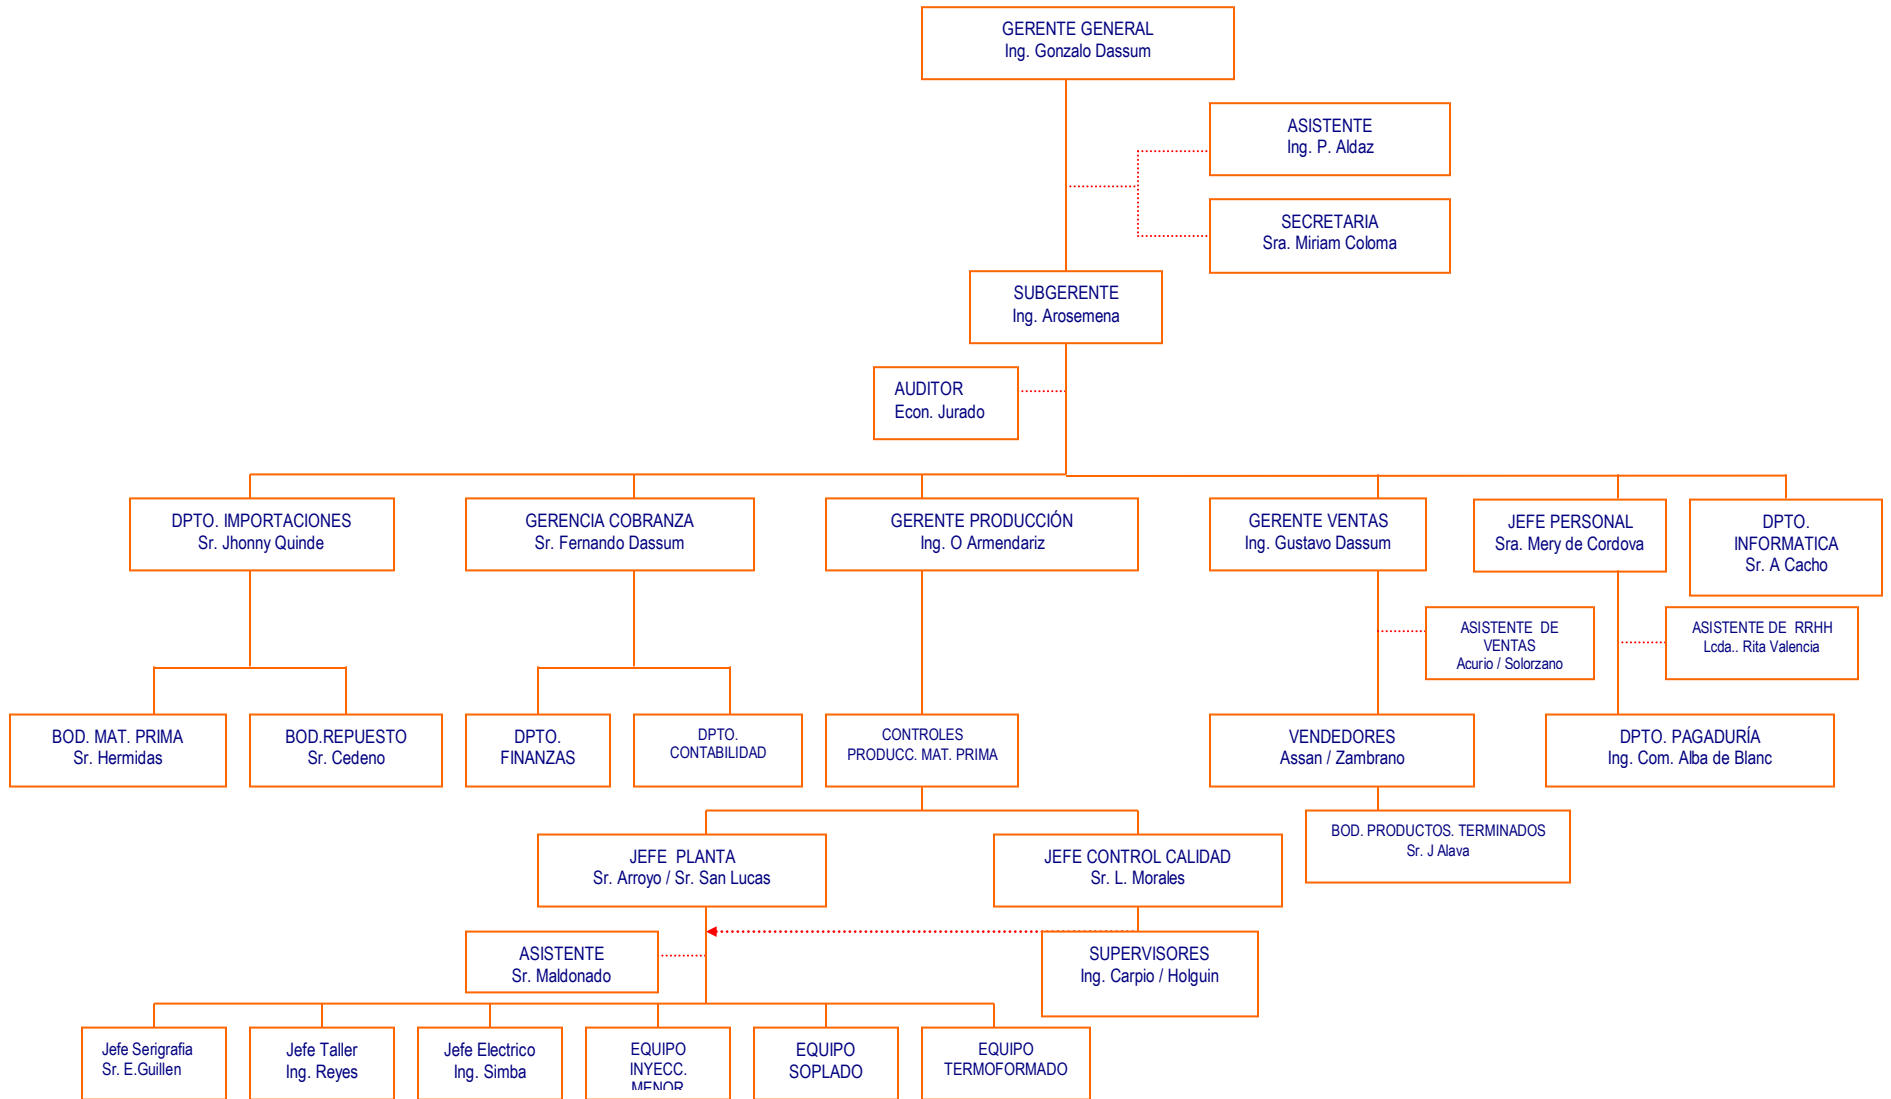 GERENTE GENERAL
Ing. Gonzalo Dassum
ASISTENTE
Ing. P. Aldaz
SECRETARIA
Sra. Miriam Coloma
SUBGERENTE
Ing. Arosemena
AUDITOR
Econ. Jurado
DPTO. IMPORTACIONES
Sr. Jhonny Quinde
GERENCIA COBRANZA
Sr. Fernando Dassum
GERENTE PRODUCCIÓN
Ing. O Armendariz
GERENTE VENTAS
Ing. Gustavo Dassum
JEFE PERSONAL
Sra. Mery de Cordova
DPTO.
INFORMATICA
Sr. A Cacho
ASISTENTE DE
VENTAS
Acurio / Solorzano
ASISTENTE DE RRHH
Lcda.. Rita Valencia
BOD. MAT. PRIMA
Sr. Hermidas
BOD.REPUESTO
Sr. Cedeno
DPTO.
FINANZAS
DPTO.
CONTABILIDAD
CONTROLES
PRODUCC. MAT. PRIMA
VENDEDORES
Assan / Zambrano
DPTO. PAGADURÍA
Ing. Com. Alba de Blanc
BOD. PRODUCTOS. TERMINADOS
Sr. J Alava
JEFE PLANTA
Sr. Arroyo / Sr. San Lucas
JEFE CONTROL CALIDAD
Sr. L. Morales
ASISTENTE
Sr. Maldonado
SUPERVISORES
Ing. Carpio / Holguin
Jefe Serigrafia
Sr. E.Guillen
Jefe Taller
Ing. Reyes
Jefe Electrico
Ing. Simba
EQUIPO
INYECC.
MENOR
EQUIPO
SOPLADO
EQUIPO
TERMOFORMADO